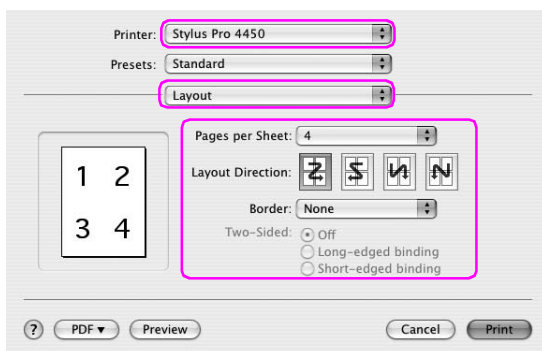 Printer: Stylus Pro 4450
Presets: Standard
Layout
Pages per Sheet: 4
1 2
Layout Direction:
Border: None
3 4
Two-Sided: Off
Long-edged binding
Short-edged binding
? PDF▼ Preview Cancel Print